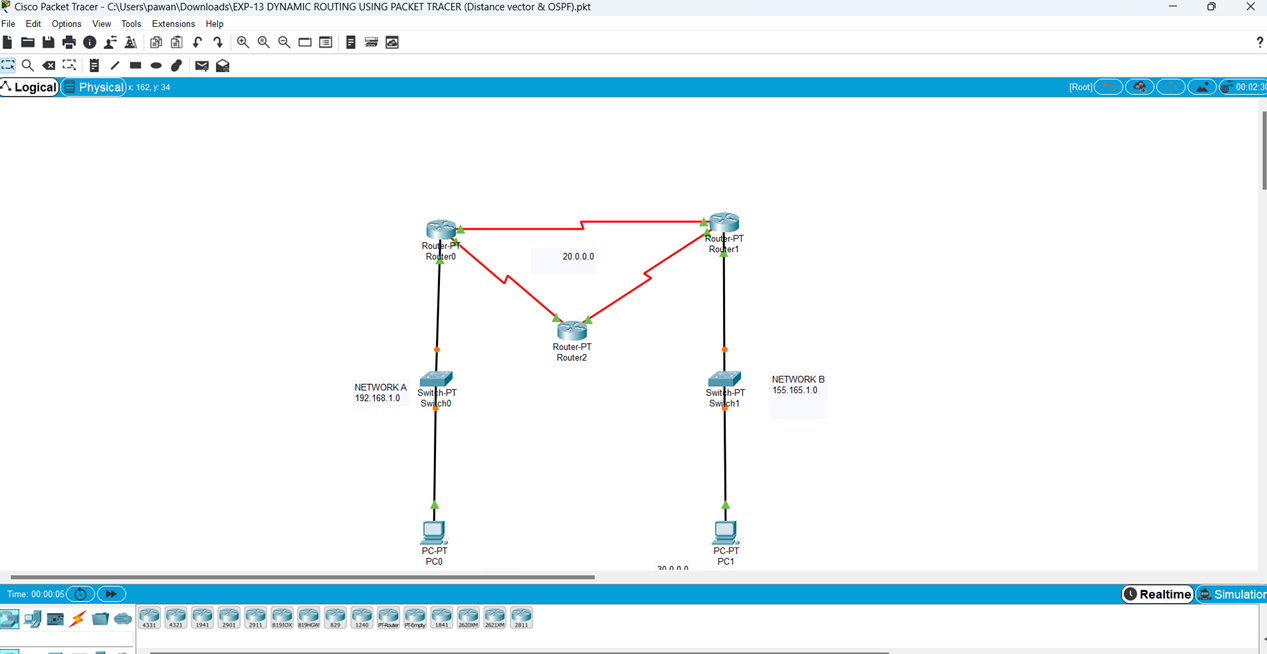 Cisco Packet Tracer - C:\Users\pawan\Downloads\EXP-13 DYNAMIC ROUTING USING PACKET TRACER (Distance vector & OSPF).pkt
File Edit Options View Tools Extensions Help
?
Logical Physical x: 162, y: 34 [Root] 00:02:30
Router-PT
Router0
Router-PT
Router1
20.0.0.0
Router-PT
Router2
NETWORK A
192.168.1.0
Switch-PT
Switch0
Switch-PT
Switch1
NETWORK B
155.165.1.0
PC-PT
PC0
PC-PT
PC1
30.0.0.0
Time: 00:00:05 Realtime Simulation
4331 4321 1941 2901 2911 819IOX 819HGW 829 1240 PT-Router PT-Empty 1841 2620XM 2621XM 2811